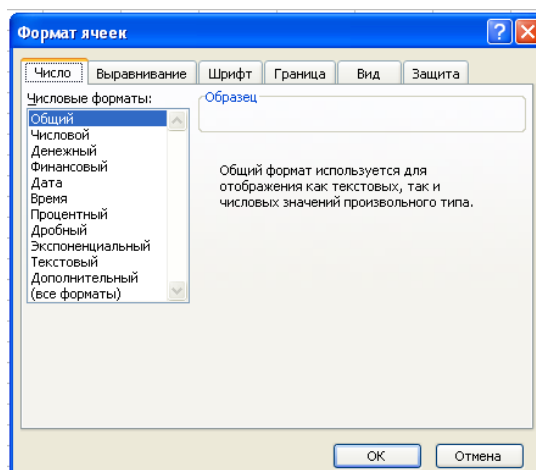 Формат ячеек
Число Выравнивание Шрифт Граница Вид Защита
Числовые форматы:
Образец
Общий
Числовой
Денежный
Финансовый
Дата
Время
Процентный
Дробный
Экспоненциальный
Текстовый
Дополнительный
(все форматы)
Общий формат используется для
отображения как текстовых, так и
числовых значений произвольного типа.
ОК Отмена